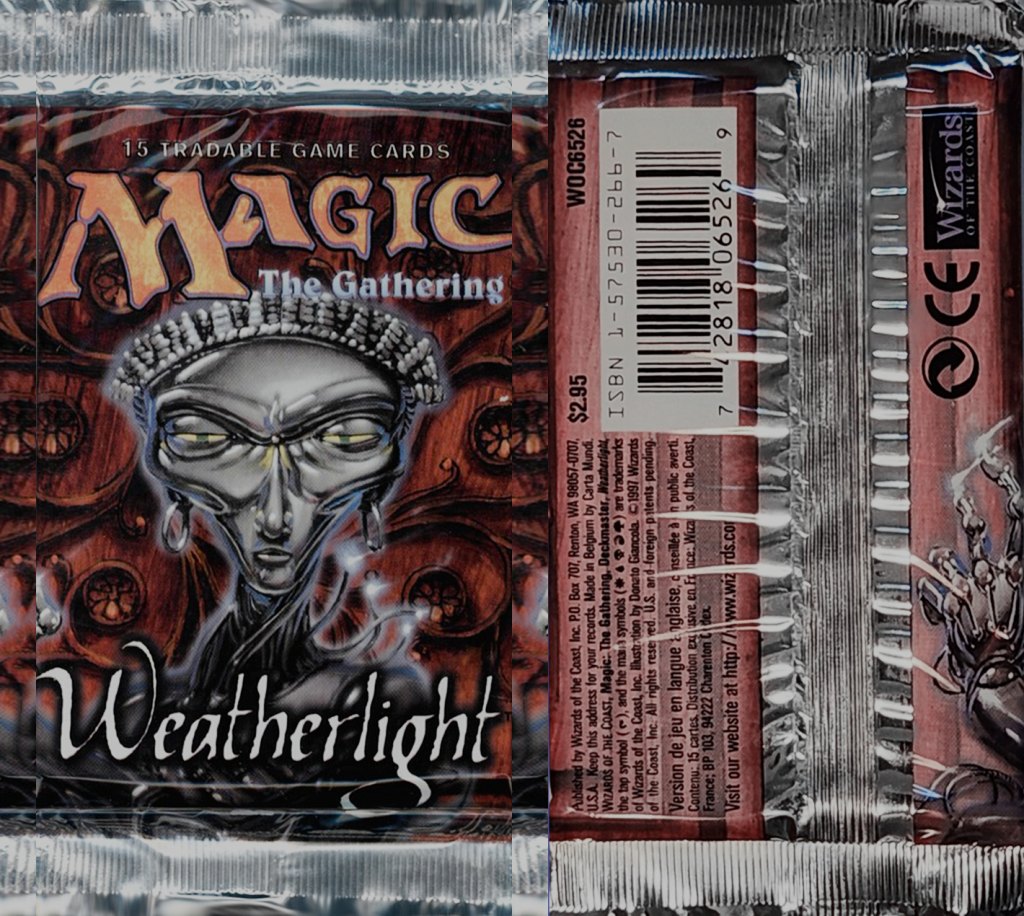 15 TRADABLE GAME CARDS
MAGIC
The Gathering
Weatherlight
WOC6526
$2.95
ISBN 1-57530-266-7
7 42818 06526 9
Published by Wizards of the Coast, Inc. P.O. Box 707, Renton, WA 98057-0707,
U.S.A. Keep this address for your records. Made in Belgium by Carta Mundi.
WIZARDS OF THE COAST, Magic: The Gathering, Deckmaster, Weatherlight,
the tap symbol ( ), and the mana symbols ( ) are trademarks
of Wizards of the Coast, Inc. Illustration by Donato Giancola. © 1997 Wizards
of the Coast, Inc. All rights reserved. U.S. and foreign patents pending.
Version de jeu en langue anglaise, conseillée à un public averti.
Contenu: 15 cartes. Distribution exclusive en France: Wizards of the Coast,
France; BP 103, 94222 Charenton Cedex.
Visit our website at http://www.wizards.com
Wizards
OF THE COAST
CE